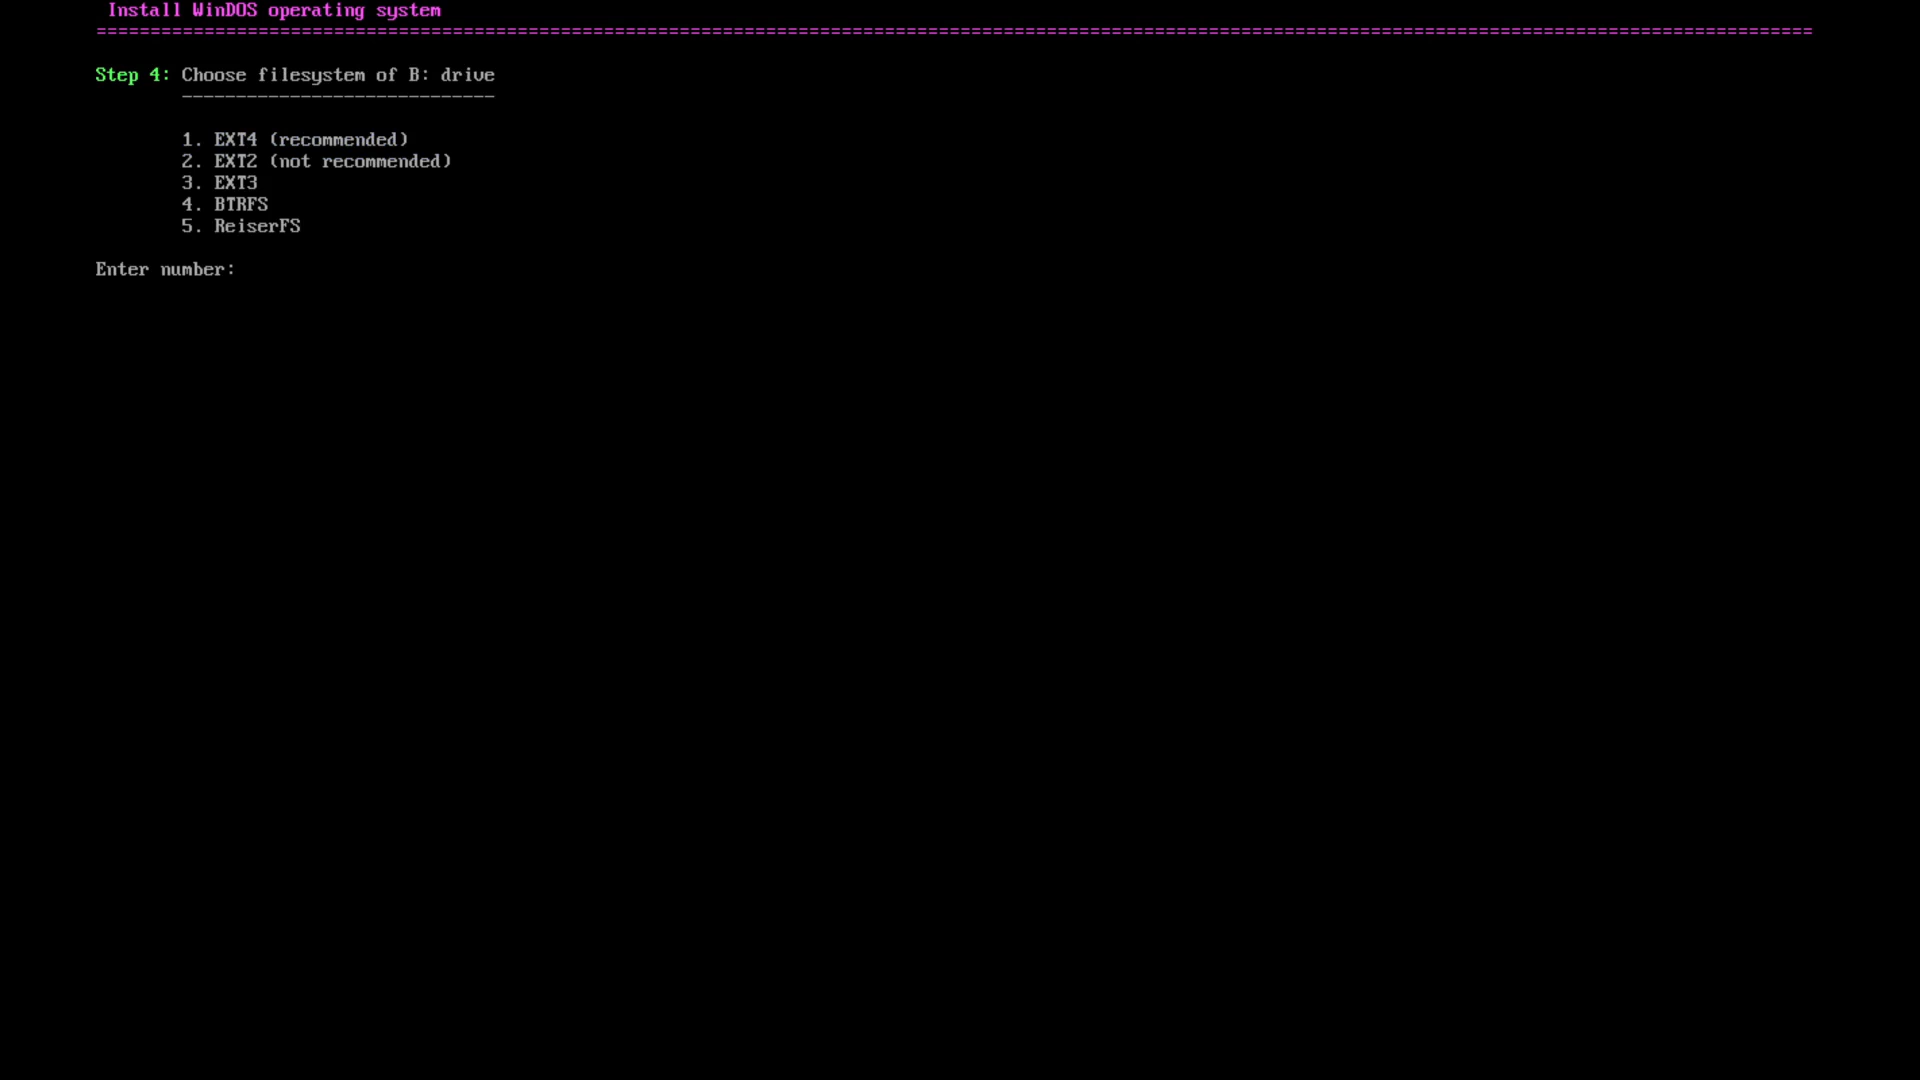 Install WinDOS operating system
===============================================================================================================================================================
Step 4: Choose filesystem of B: drive
-----------------------------
1. EXT4 (recommended)
2. EXT2 (not recommended)
3. EXT3
4. BTRFS
5. ReiserFS
Enter number: